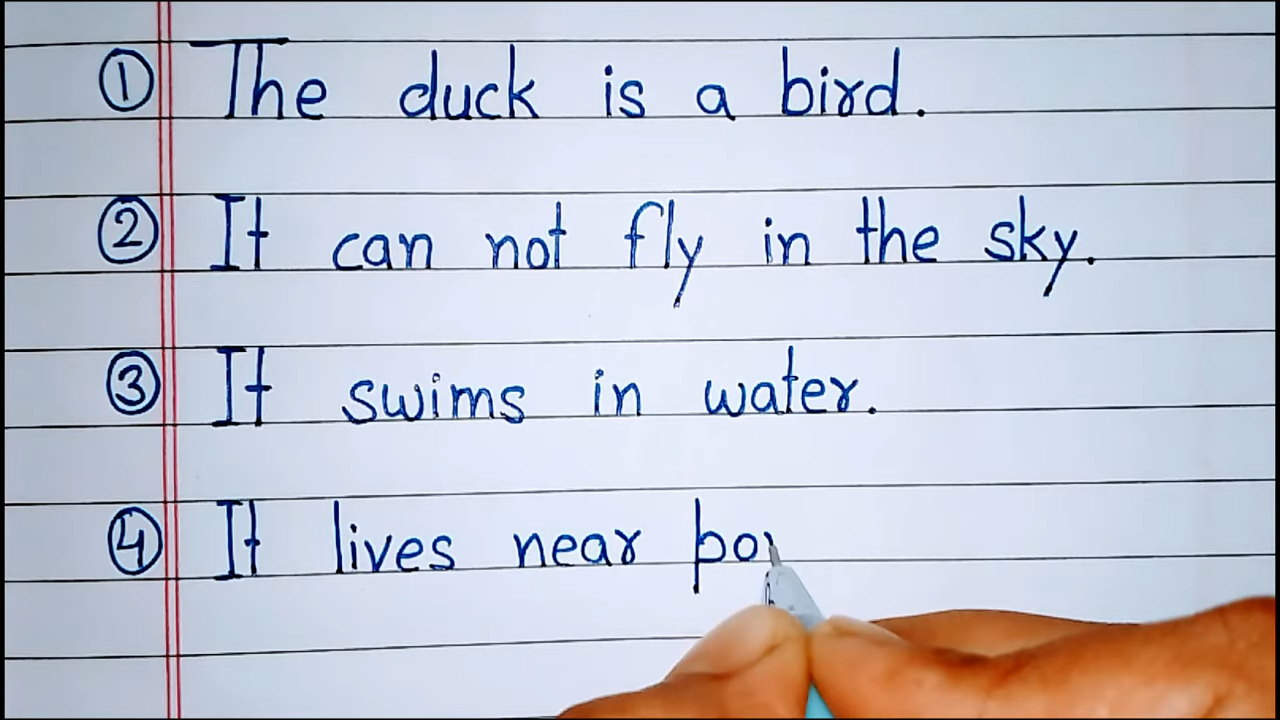 ① The duck is a bird.
② It can not fly in the sky.
③ It swims in water.
④ It lives near